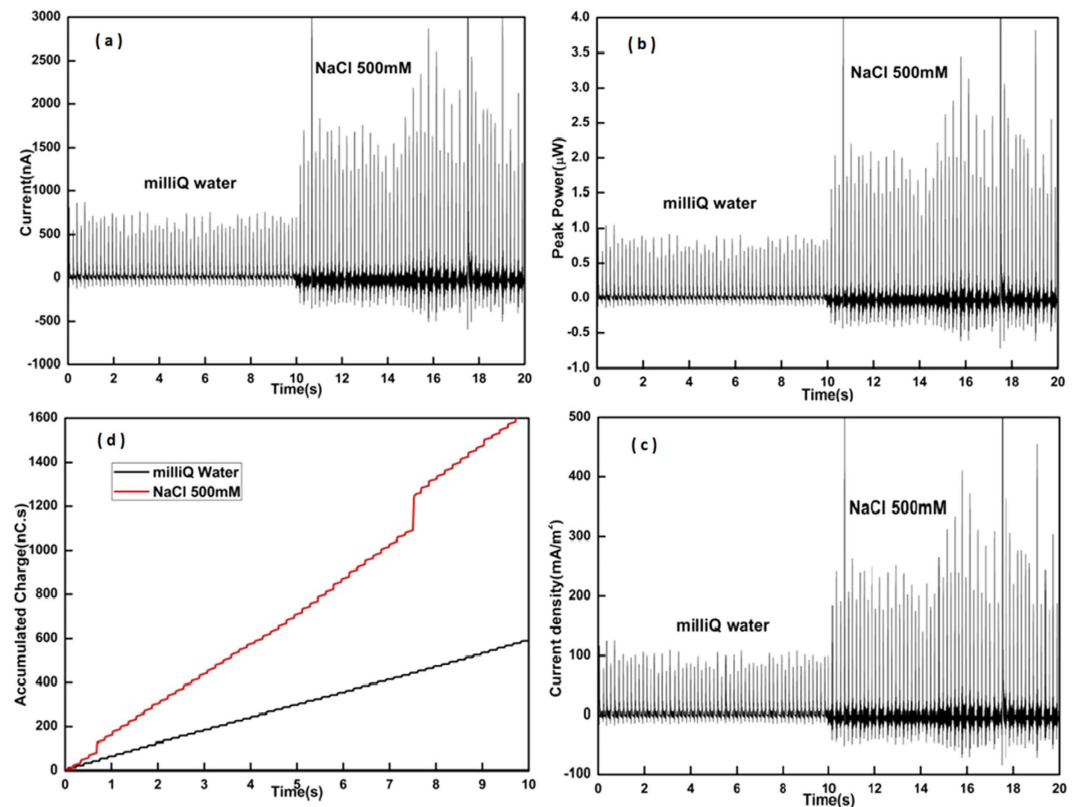 ( a )
NaCl 500mM
milliQ water
Current(nA)
3000
2500
2000
1500
1000
500
0
-500
-1000
0 2 4 6 8 10 12 14 16 18 20
Time(s)
( b )
NaCl 500mM
milliQ water
Peak Power(µW)
4.0
3.5
3.0
2.5
2.0
1.5
1.0
0.5
0.0
-0.5
-1.0
0 2 4 6 8 10 12 14 16 18 20
Time(s)
( d )
milliQ Water
NaCl 500mM
Accumulated Charge(nC.s)
1600
1400
1200
1000
800
600
400
200
0
0 1 2 3 4 5 6 7 8 9 10
Time(s)
( c )
NaCl 500mM
milliQ water
Current density(mA/m²)
500
400
300
200
100
0
-100
0 2 4 6 8 10 12 14 16 18 20
Time(s)